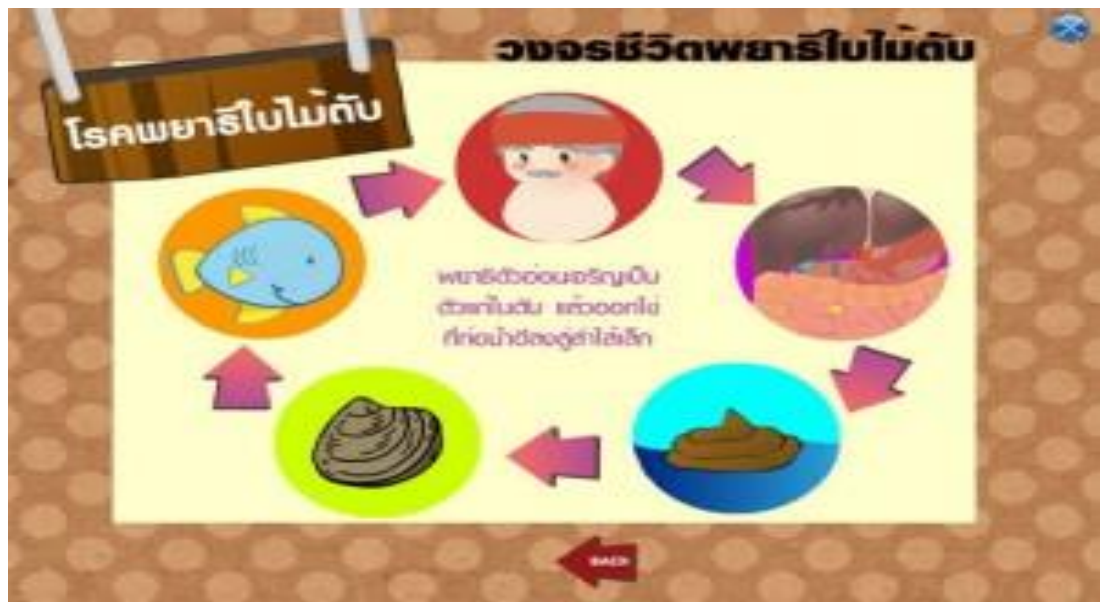 วงจรชีวิตพยาธิใบไม้ตับ
โรคพยาธิใบไม้ตับ
พยาธิตัวอ่อนเจริญเป็น
ตัวแก่ในตับ แล้วออกไข่
ที่ท่อน้ำดีลงสู่ลำไส้เล็ก
BACK